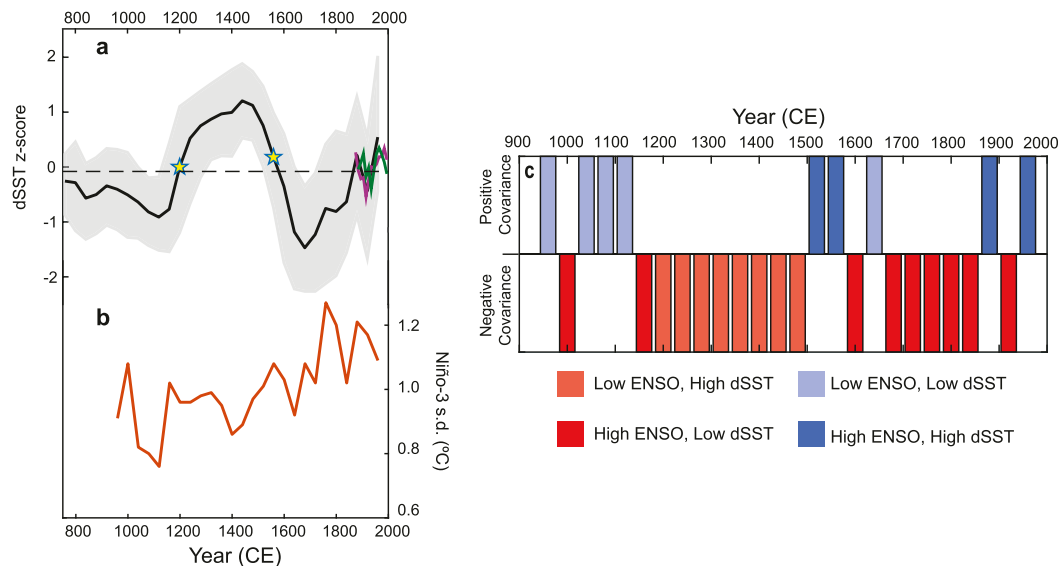 800 1000 1200 1400 1600 1800 2000
a
2
1
0
-1
-2
dSST z-score
b
1.2
1.0
0.8
0.6
Niño-3 s.d. (ºC)
800 1000 1200 1400 1600 1800 2000
Year (CE)
Year (CE)
900 1000 1100 1200 1300 1400 1500 1600 1700 1800 1900 2000
c
Positive
Covariance
Negative
Covariance
Low ENSO, High dSST
Low ENSO, Low dSST
High ENSO, Low dSST
High ENSO, High dSST